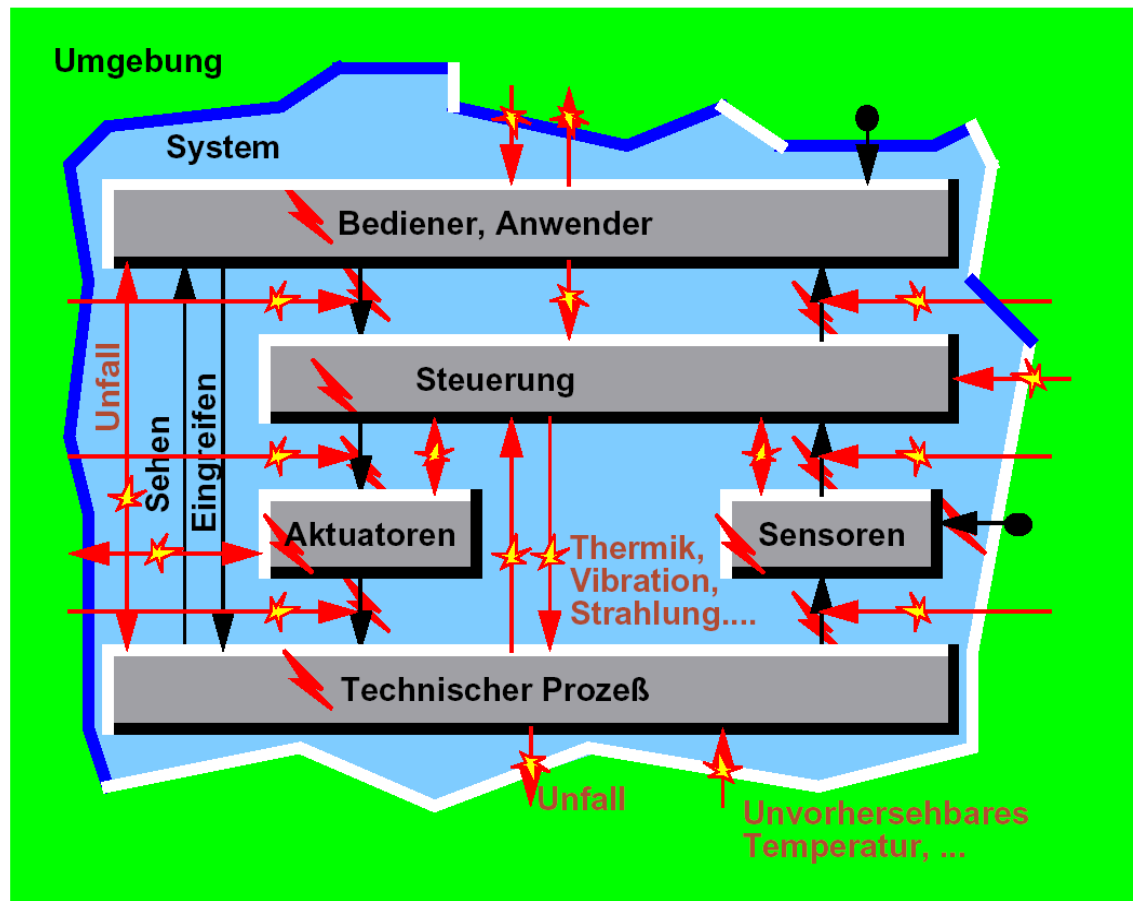 Umgebung
System
Bediener, Anwender
Unfall
Sehen
Eingreifen
Steuerung
Aktuatoren
Sensoren
Thermik,
Vibration,
Strahlung....
Technischer Prozeß
Unfall
Unvorhersehbares
Temperatur, ...